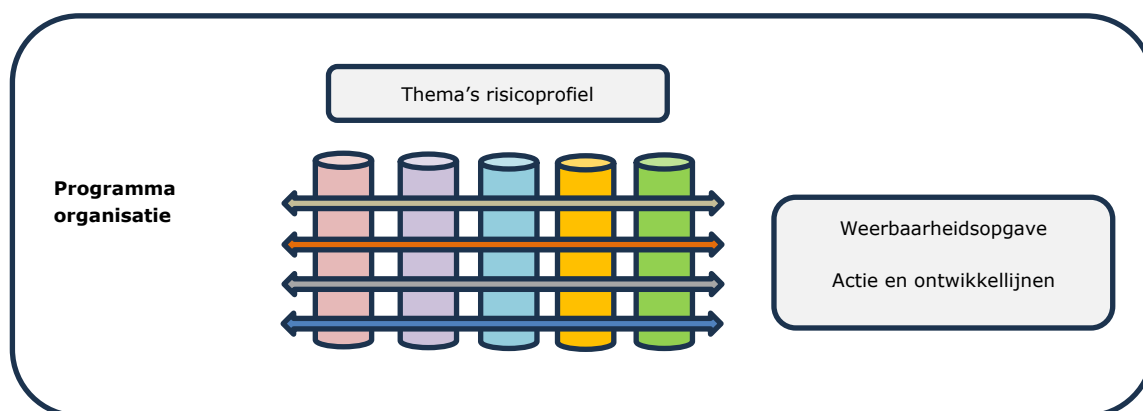 Thema’s risicoprofiel
Programma
organisatie
Weerbaarheidsopgave
Actie en ontwikkellijnen